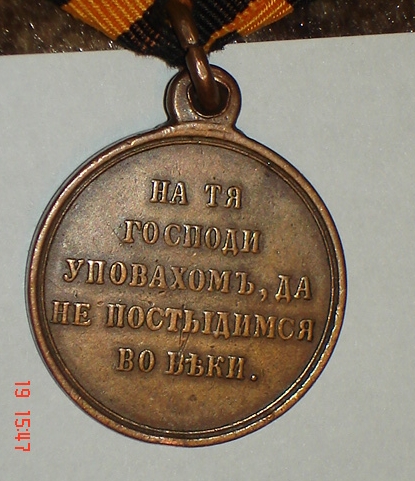 НА ТЯ
ГОСПОДИ
УПОВАХОМЪ, ДА
НЕ ПОСТЫДИМСЯ
ВО ВѢКИ.
19 15:47